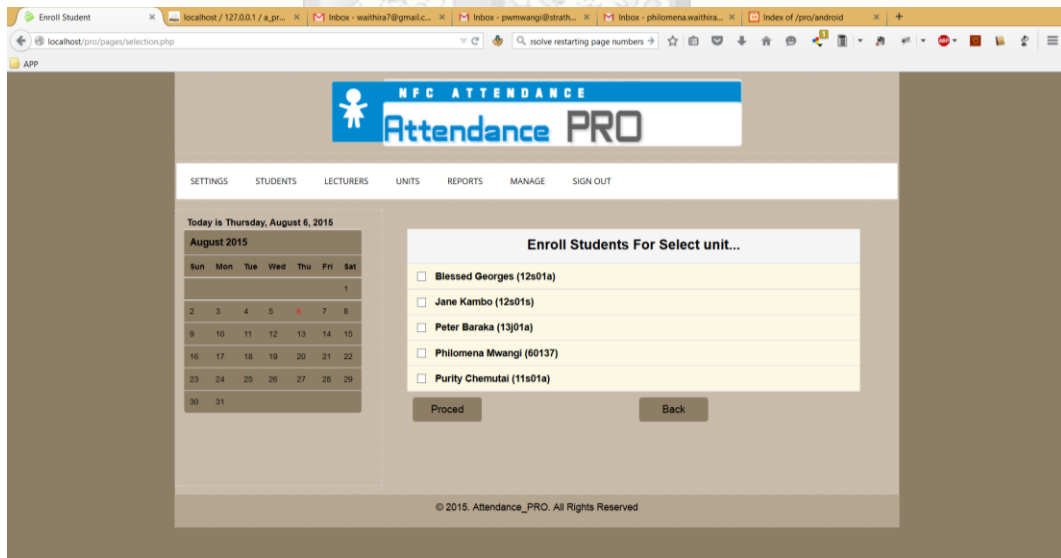 Enroll Student
localhost / 127.0.0.1 / a_pr...
Inbox - waithira7@gmail.c...
Inbox - pwmwangi@strath...
Inbox - philomena.waithira...
Index of /pro/android
localhost/pro/pages/selection.php
zsolve restarting page numbers
1
APP
NFC ATTENDANCE
Attendance PRO
SETTINGS STUDENTS LECTURERS UNITS REPORTS MANAGE SIGN OUT
Today is Thursday, August 6, 2015
August 2015
Sun Mon Tue Wed Thu Fri Sat
1
2 3 4 5 6 7 8
9 10 11 12 13 14 15
16 17 18 19 20 21 22
23 24 25 26 27 28 29
30 31
Enroll Students For Select unit...
Blessed Georges (12s01a)
Jane Kambo (12s01s)
Peter Baraka (13j01a)
Philomena Mwangi (60137)
Purity Chemutai (11s01a)
Proced Back
© 2015. Attendance_PRO. All Rights Reserved